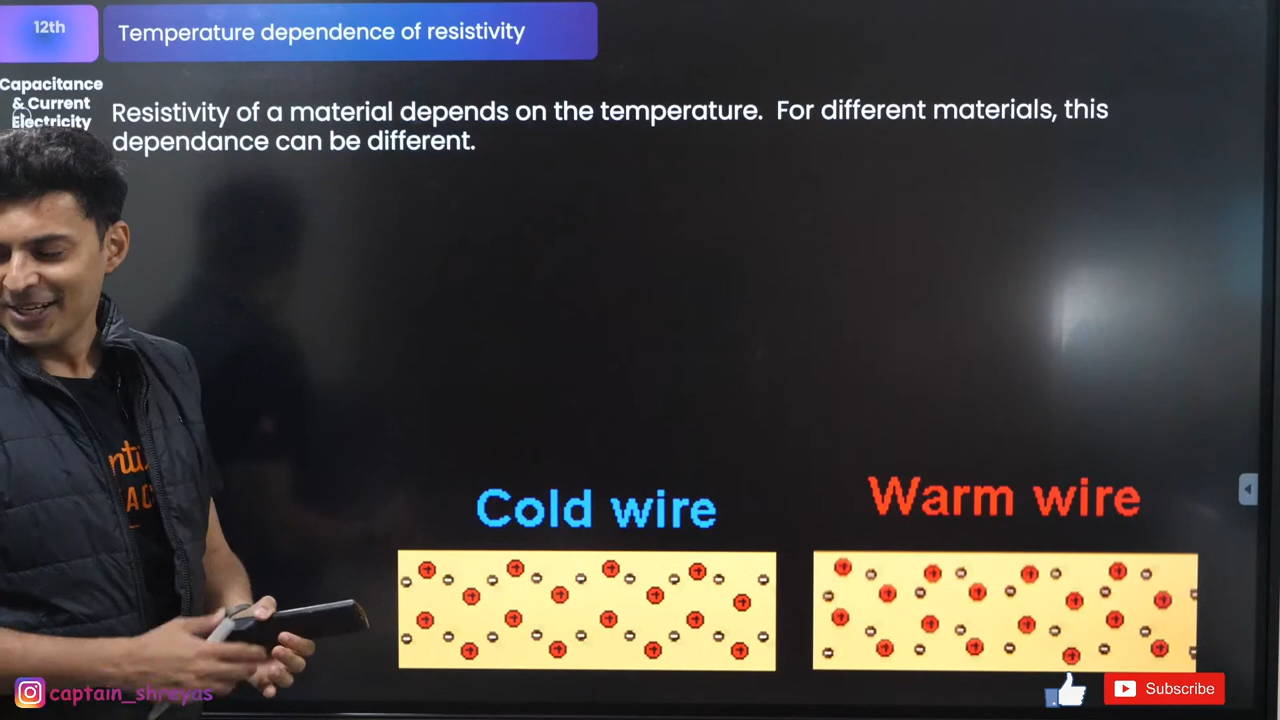 12th
Temperature dependence of resistivity
Capacitance
& Current
Electricity
Resistivity of a material depends on the temperature. For different materials, this
dependance can be different.
Cold wire
Warm wire
captain_shreyas
Subscribe